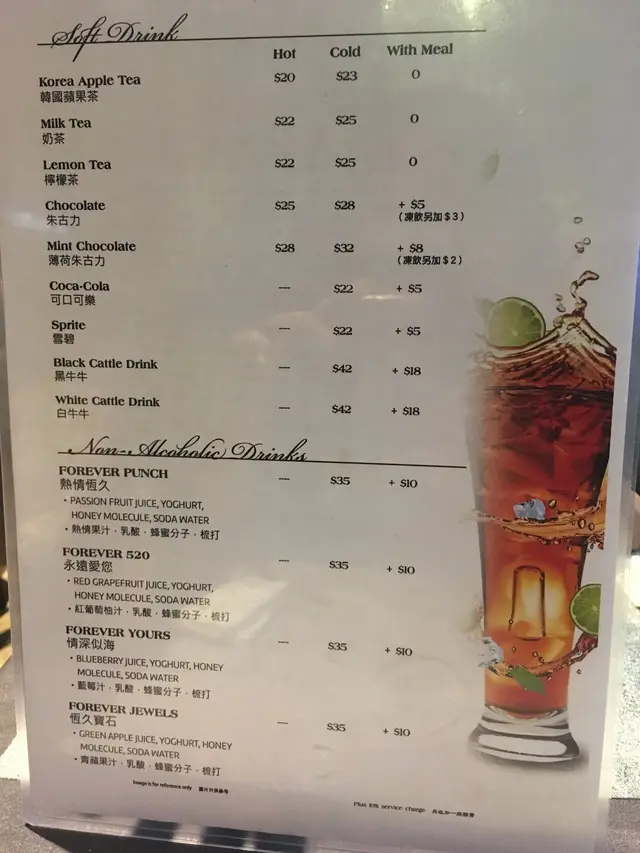 Soft Drink
Hot Cold With Meal
Korea Apple Tea $20 $23 0
韓國蘋果茶
Milk Tea $22 $25 0
奶茶
Lemon Tea $22 $25 0
檸檬茶
Chocolate $25 $28 + $5
朱古力 (凍飲另加$3)
Mint Chocolate $28 $32 + $8
薄荷朱古力 (凍飲另加$2)
Coca-Cola ---- $22 + $5
可口可樂
Sprite ---- $22 + $5
雪碧
Black Cattle Drink ---- $42 + $18
黑牛牛
White Cattle Drink ---- $42 + $18
白牛牛
Non-Alcoholic Drinks
FOREVER PUNCH ---- $35 + $10
熱情恆久
• PASSION FRUIT JUICE, YOGHURT,
HONEY MOLECULE, SODA WATER
• 熱情果汁．乳酸．蜂蜜分子．梳打
FOREVER 520 ---- $35 + $10
永遠愛您
• RED GRAPEFRUIT JUICE, YOGHURT,
HONEY MOLECULE, SODA WATER
• 紅葡萄柚汁．乳酸．蜂蜜分子．梳打
FOREVER YOURS ---- $35 + $10
情深似海
• BLUEBERRY JUICE, YOGHURT, HONEY
MOLECULE, SODA WATER
• 藍莓汁．乳酸．蜂蜜分子．梳打
FOREVER JEWELS ---- $35 + $10
恆久寶石
• GREEN APPLE JUICE, YOGHURT, HONEY
MOLECULE, SODA WATER
• 青蘋果汁．乳酸．蜂蜜分子．梳打
Image is for reference only 圖片只供參考
Plus 10% service charge 另收加一服務費